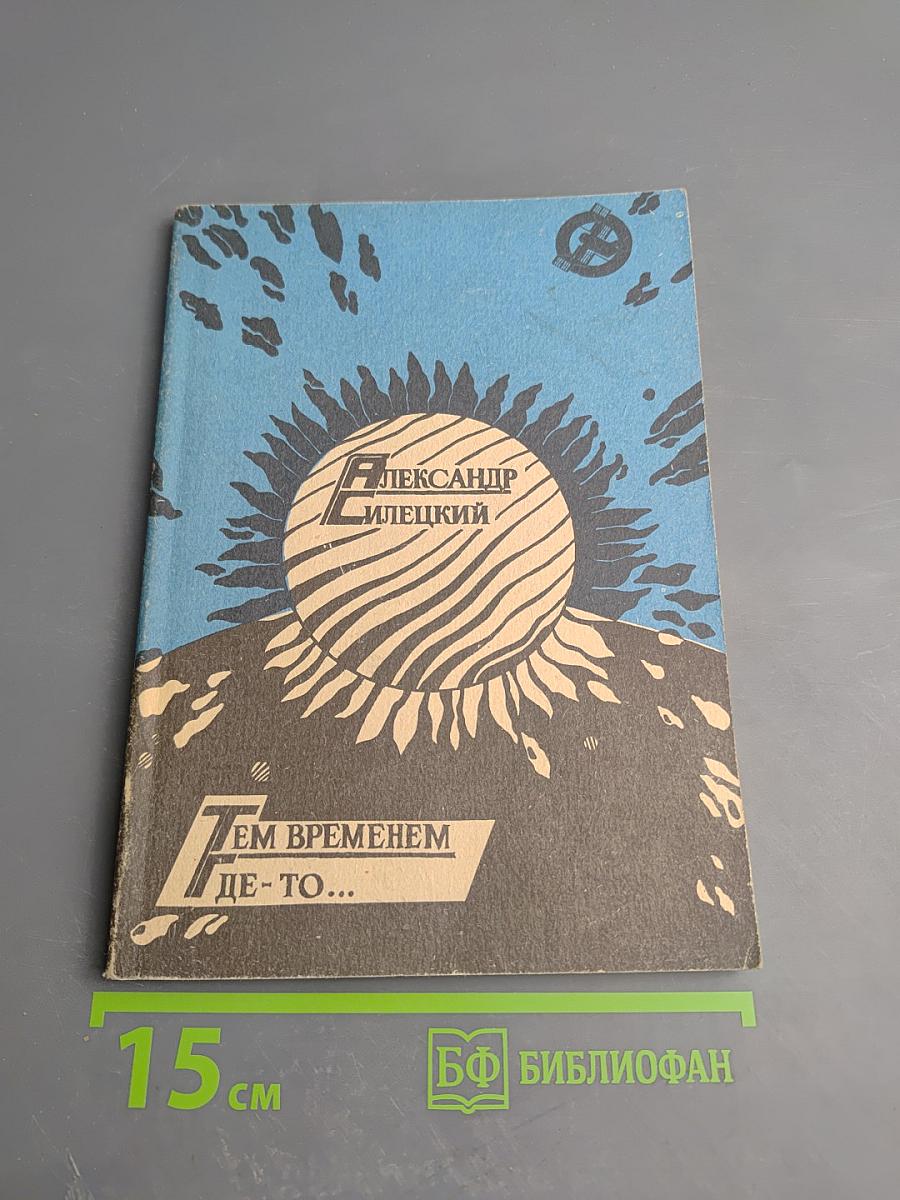 Александр
Силецкий
Тем временем
Где-то...
15 см
БФ БИБЛИОФАН